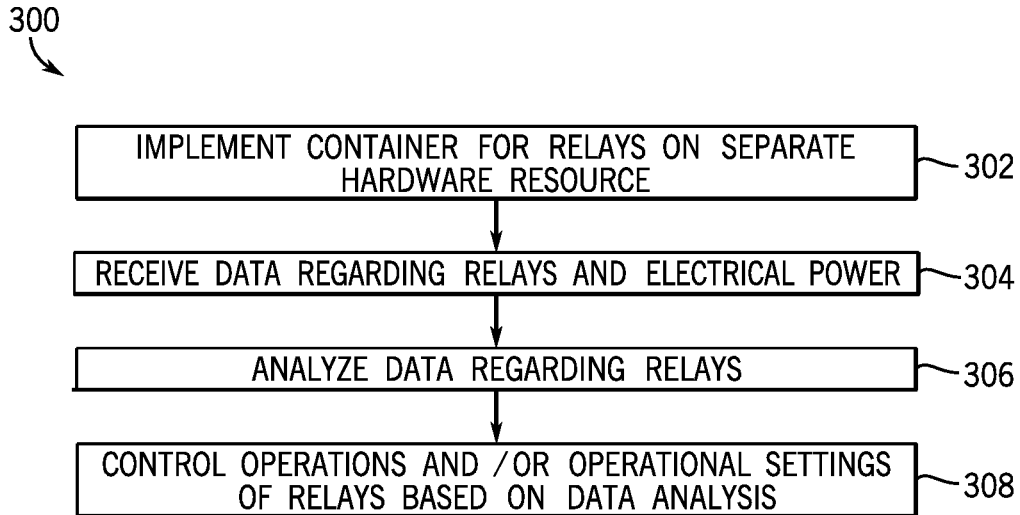 300
IMPLEMENT CONTAINER FOR RELAYS ON SEPARATE
HARDWARE RESOURCE
302
RECEIVE DATA REGARDING RELAYS AND ELECTRICAL POWER
304
ANALYZE DATA REGARDING RELAYS
306
CONTROL OPERATIONS AND /OR OPERATIONAL SETTINGS
OF RELAYS BASED ON DATA ANALYSIS
308